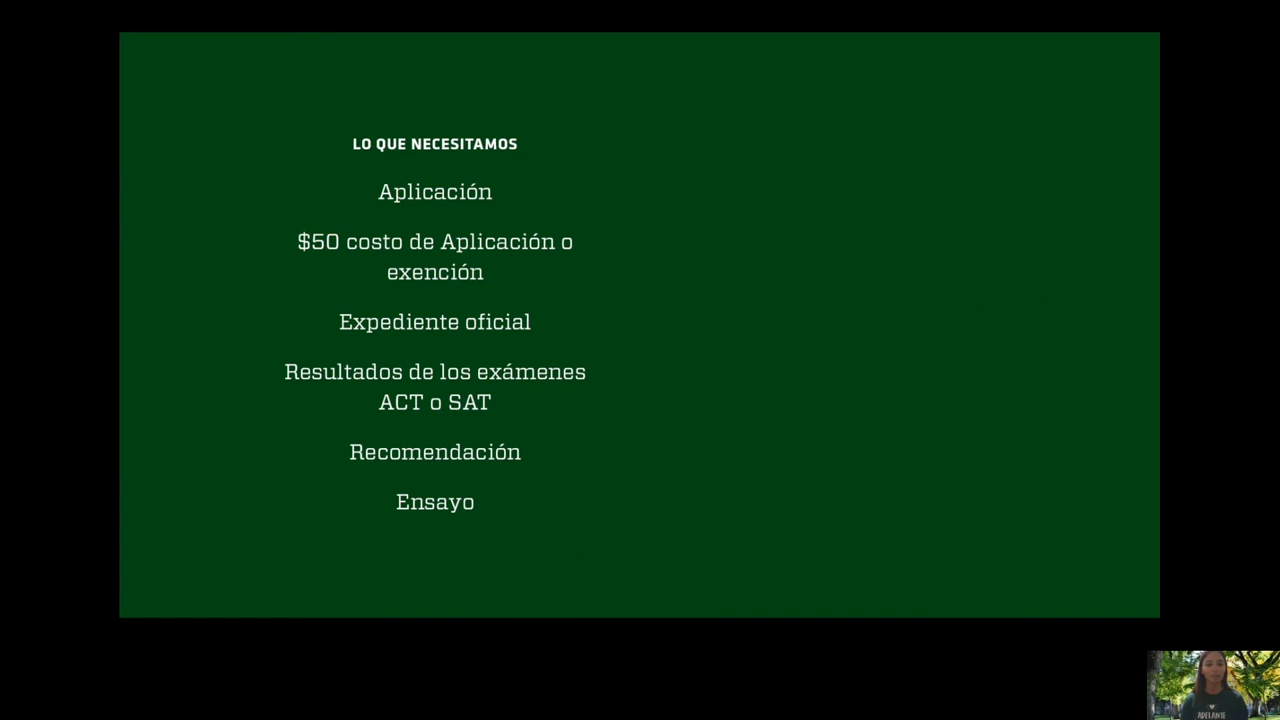 LO QUE NECESITAMOS
Aplicación
$50 costo de Aplicación o
exención
Expediente oficial
Resultados de los exámenes
ACT o SAT
Recomendación
Ensayo
ADELANTE